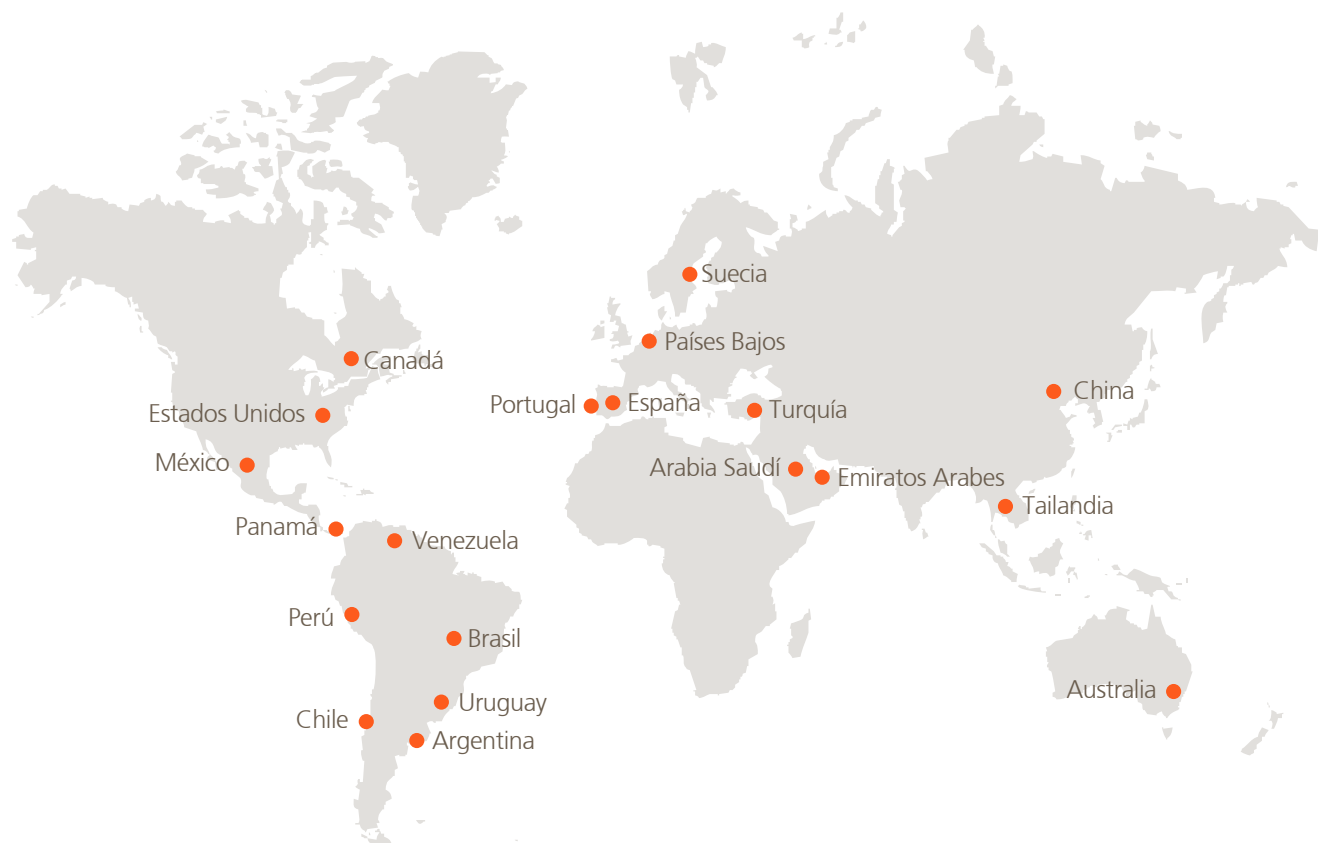 Suecia
Países Bajos
Canadá
China
Portugal
España
Turquía
Estados Unidos
México
Arabia Saudí
Emiratos Arabes
Tailandia
Panamá
Venezuela
Perú
Brasil
Australia
Uruguay
Chile
Argentina